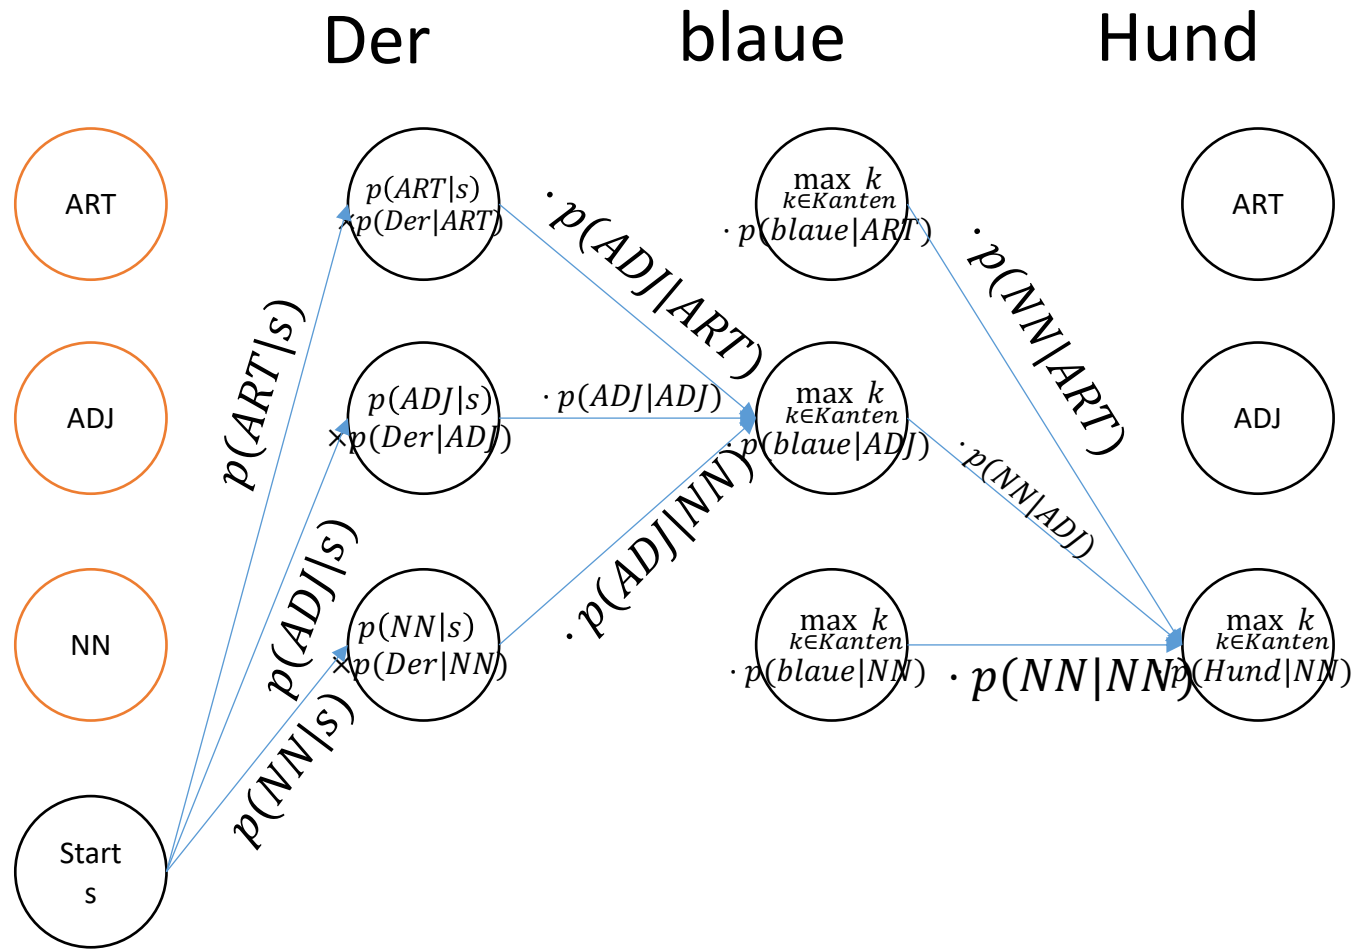 Der blaue Hund
ART
p(ART|s)
×p(Der|ART)
max k
k∈Kanten
· p(blaue|ART)
ART
ADJ
p(ADJ|s)
×p(Der|ADJ)
max k
k∈Kanten
· p(blaue|ADJ)
ADJ
NN
p(NN|s)
×p(Der|NN)
max k
k∈Kanten
· p(blaue|NN)
max k
k∈Kanten
· p(Hund|NN)
Start
s
p(ART|s)
p(ADJ|s)
p(NN|s)
· p(ADJ|ART)
· p(ADJ|ADJ)
· p(ADJ|NN)
· p(NN|ART)
· p(NN|ADJ)
· p(NN|NN)